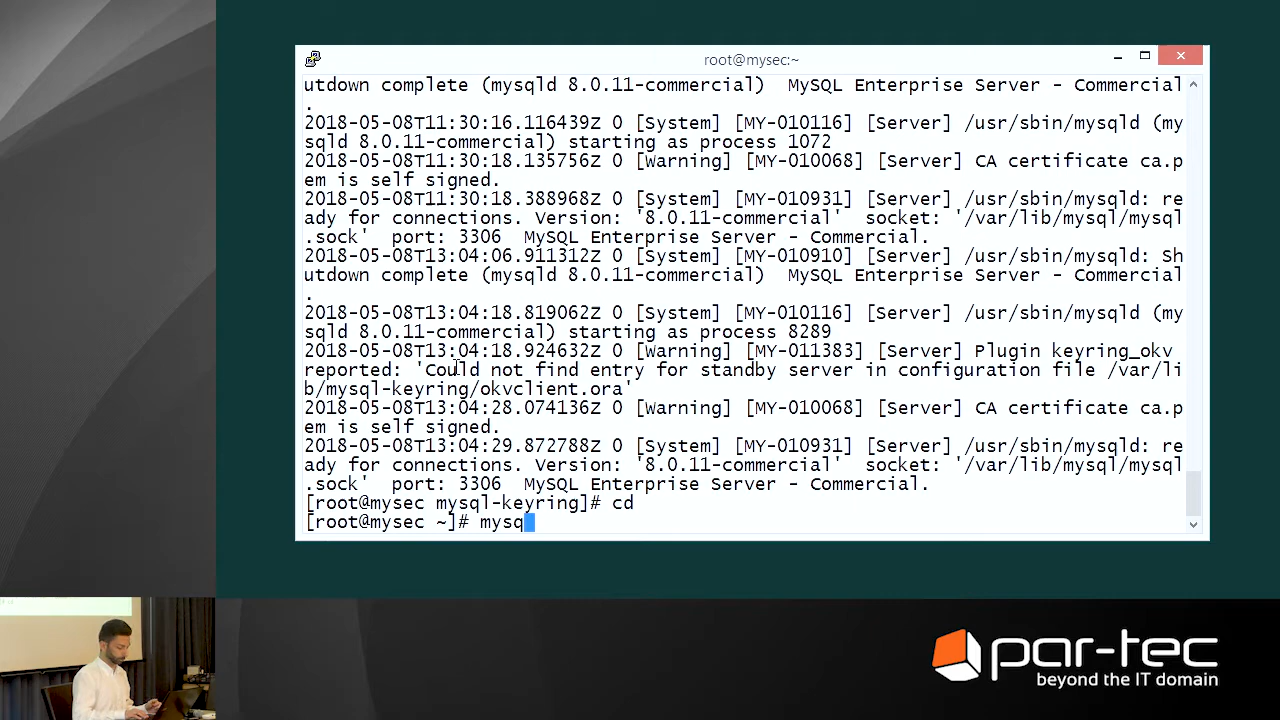 root@mysec:~
utdown complete (mysqld 8.0.11-commercial)  MySQL Enterprise Server - Commercial
.
2018-05-08T11:30:16.116439Z 0 [System] [MY-010116] [Server] /usr/sbin/mysqld (my
sqld 8.0.11-commercial) starting as process 1072
2018-05-08T11:30:18.135756Z 0 [Warning] [MY-010068] [Server] CA certificate ca.p
em is self signed.
2018-05-08T11:30:18.388968Z 0 [System] [MY-010931] [Server] /usr/sbin/mysqld: re
ady for connections. Version: '8.0.11-commercial'  socket: '/var/lib/mysql/mysql
.sock'  port: 3306  MySQL Enterprise Server - Commercial.
2018-05-08T13:04:06.911312Z 0 [System] [MY-010910] [Server] /usr/sbin/mysqld: Sh
utdown complete (mysqld 8.0.11-commercial)  MySQL Enterprise Server - Commercial
.
2018-05-08T13:04:18.819062Z 0 [System] [MY-010116] [Server] /usr/sbin/mysqld (my
sqld 8.0.11-commercial) starting as process 8289
2018-05-08T13:04:18.924632Z 0 [Warning] [MY-011383] [Server] Plugin keyring_okv
reported: 'Could not find entry for standby server in configuration file /var/li
b/mysql-keyring/okvclient.ora'
2018-05-08T13:04:28.074136Z 0 [Warning] [MY-010068] [Server] CA certificate ca.p
em is self signed.
2018-05-08T13:04:29.872788Z 0 [System] [MY-010931] [Server] /usr/sbin/mysqld: re
ady for connections. Version: '8.0.11-commercial'  socket: '/var/lib/mysql/mysql
.sock'  port: 3306  MySQL Enterprise Server - Commercial.
[root@mysec mysql-keyring]# cd
[root@mysec ~]# mysq
par-tec
beyond the IT domain